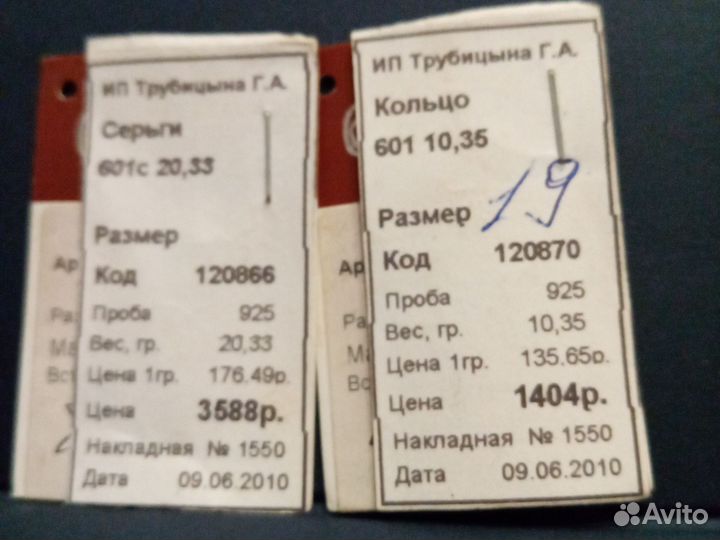 ИП Трубицына Г.А.
Серьги
601с 20,33
Размер
Код 120866
Проба 925
Вес, гр. 20,33
Цена 1гр. 176.49р.
Цена 3588р.
Накладная № 1550
Дата 09.06.2010
ИП Трубицына Г.А.
Кольцо
601 10,35
Размер 19
Код 120870
Проба 925
Вес, гр. 10,35
Цена 1гр. 135.65р.
Цена 1404р.
Накладная № 1550
Дата 09.06.2010
Avito